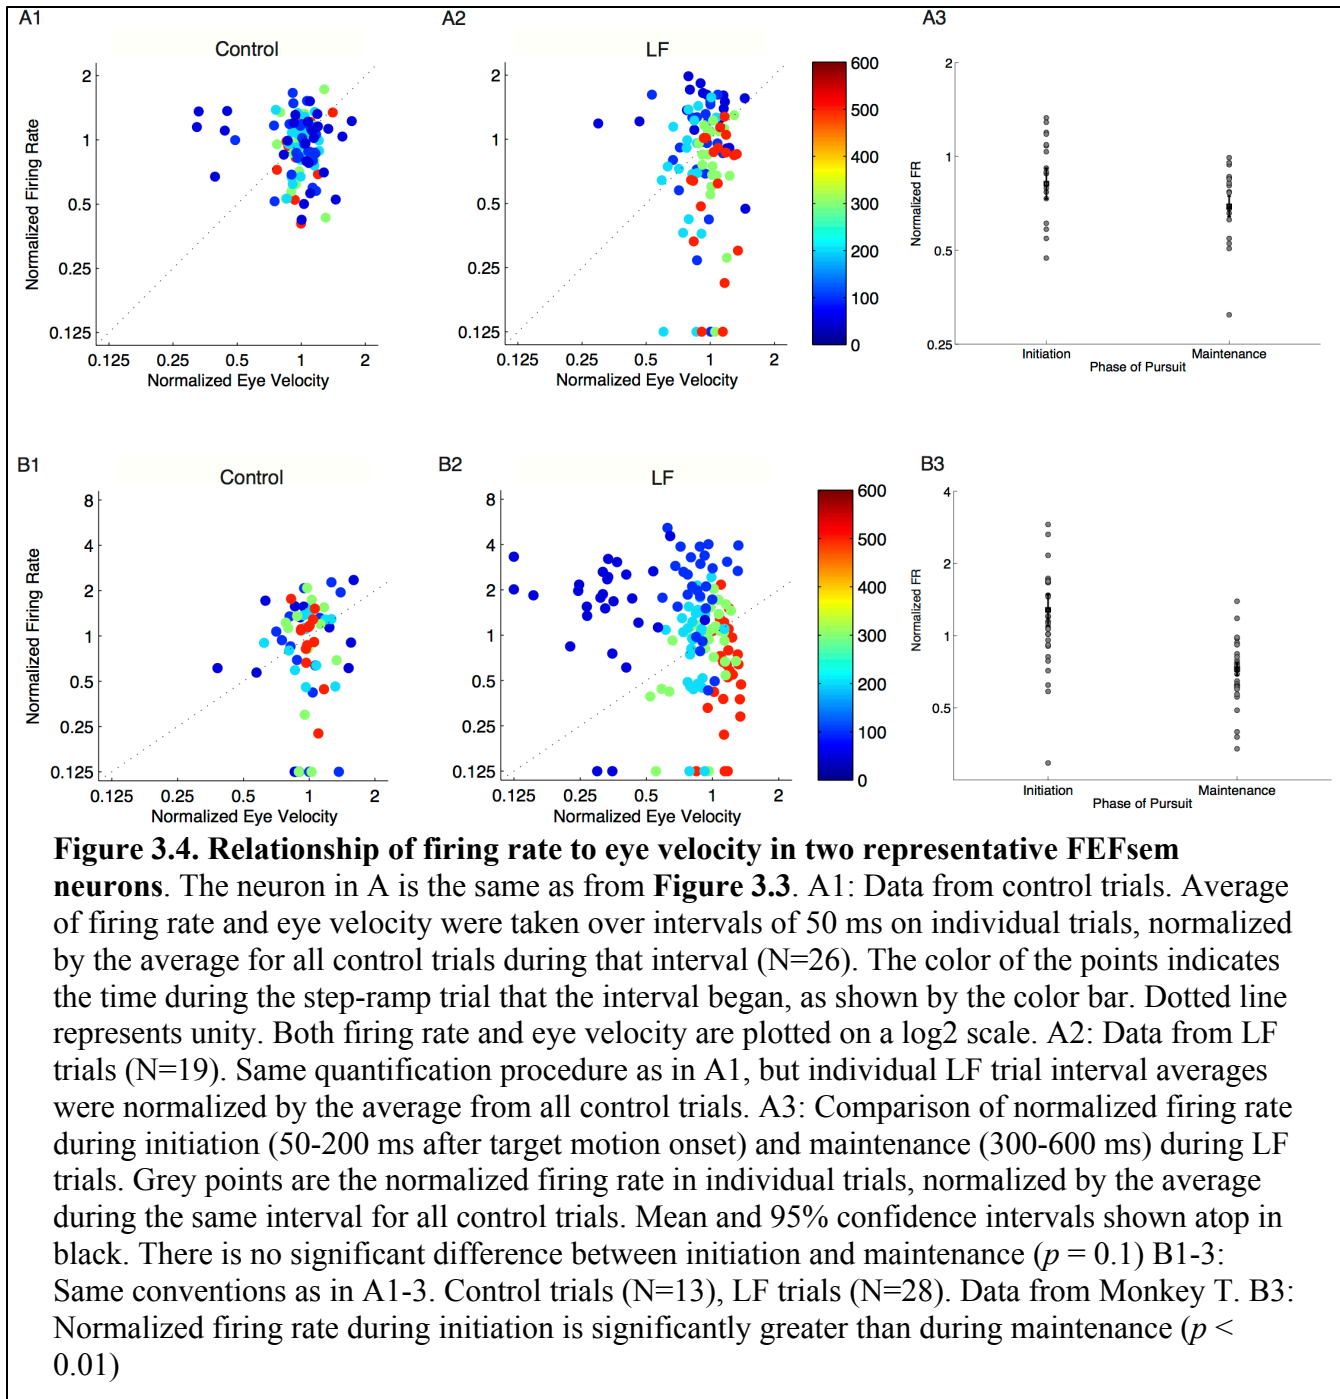 A1
A2
A3
Control
LF
Normalized Firing Rate
2
1
0.5
0.25
0.125
0.125
0.25
0.5
1
2
Normalized Eye Velocity
2
1
0.5
0.25
0.125
0.125
0.25
0.5
1
2
Normalized Eye Velocity
600
500
400
300
200
100
0
Normalized FR
2
1
0.5
0.25
Initiation
Maintenance
Phase of Pursuit
B1
B2
B3
Control
LF
Normalized Firing Rate
8
4
2
1
0.5
0.25
0.125
0.125
0.25
0.5
1
2
Normalized Eye Velocity
8
4
2
1
0.5
0.25
0.125
0.125
0.25
0.5
1
2
Normalized Eye Velocity
600
500
400
300
200
100
0
Normalized FR
4
2
1
0.5
Initiation
Maintenance
Phase of Pursuit
Figure 3.4. Relationship of firing rate to eye velocity in two representative FEFsem
neurons. The neuron in A is the same as from Figure 3.3. A1: Data from control trials. Average
of firing rate and eye velocity were taken over intervals of 50 ms on individual trials, normalized
by the average for all control trials during that interval (N=26). The color of the points indicates
the time during the step-ramp trial that the interval began, as shown by the color bar. Dotted line
represents unity. Both firing rate and eye velocity are plotted on a log2 scale. A2: Data from LF
trials (N=19). Same quantification procedure as in A1, but individual LF trial interval averages
were normalized by the average from all control trials. A3: Comparison of normalized firing rate
during initiation (50-200 ms after target motion onset) and maintenance (300-600 ms) during LF
trials. Grey points are the normalized firing rate in individual trials, normalized by the average
during the same interval for all control trials. Mean and 95% confidence intervals shown atop in
black. There is no significant difference between initiation and maintenance (p = 0.1) B1-3:
Same conventions as in A1-3. Control trials (N=13), LF trials (N=28). Data from Monkey T. B3:
Normalized firing rate during initiation is significantly greater than during maintenance (p <
0.01)